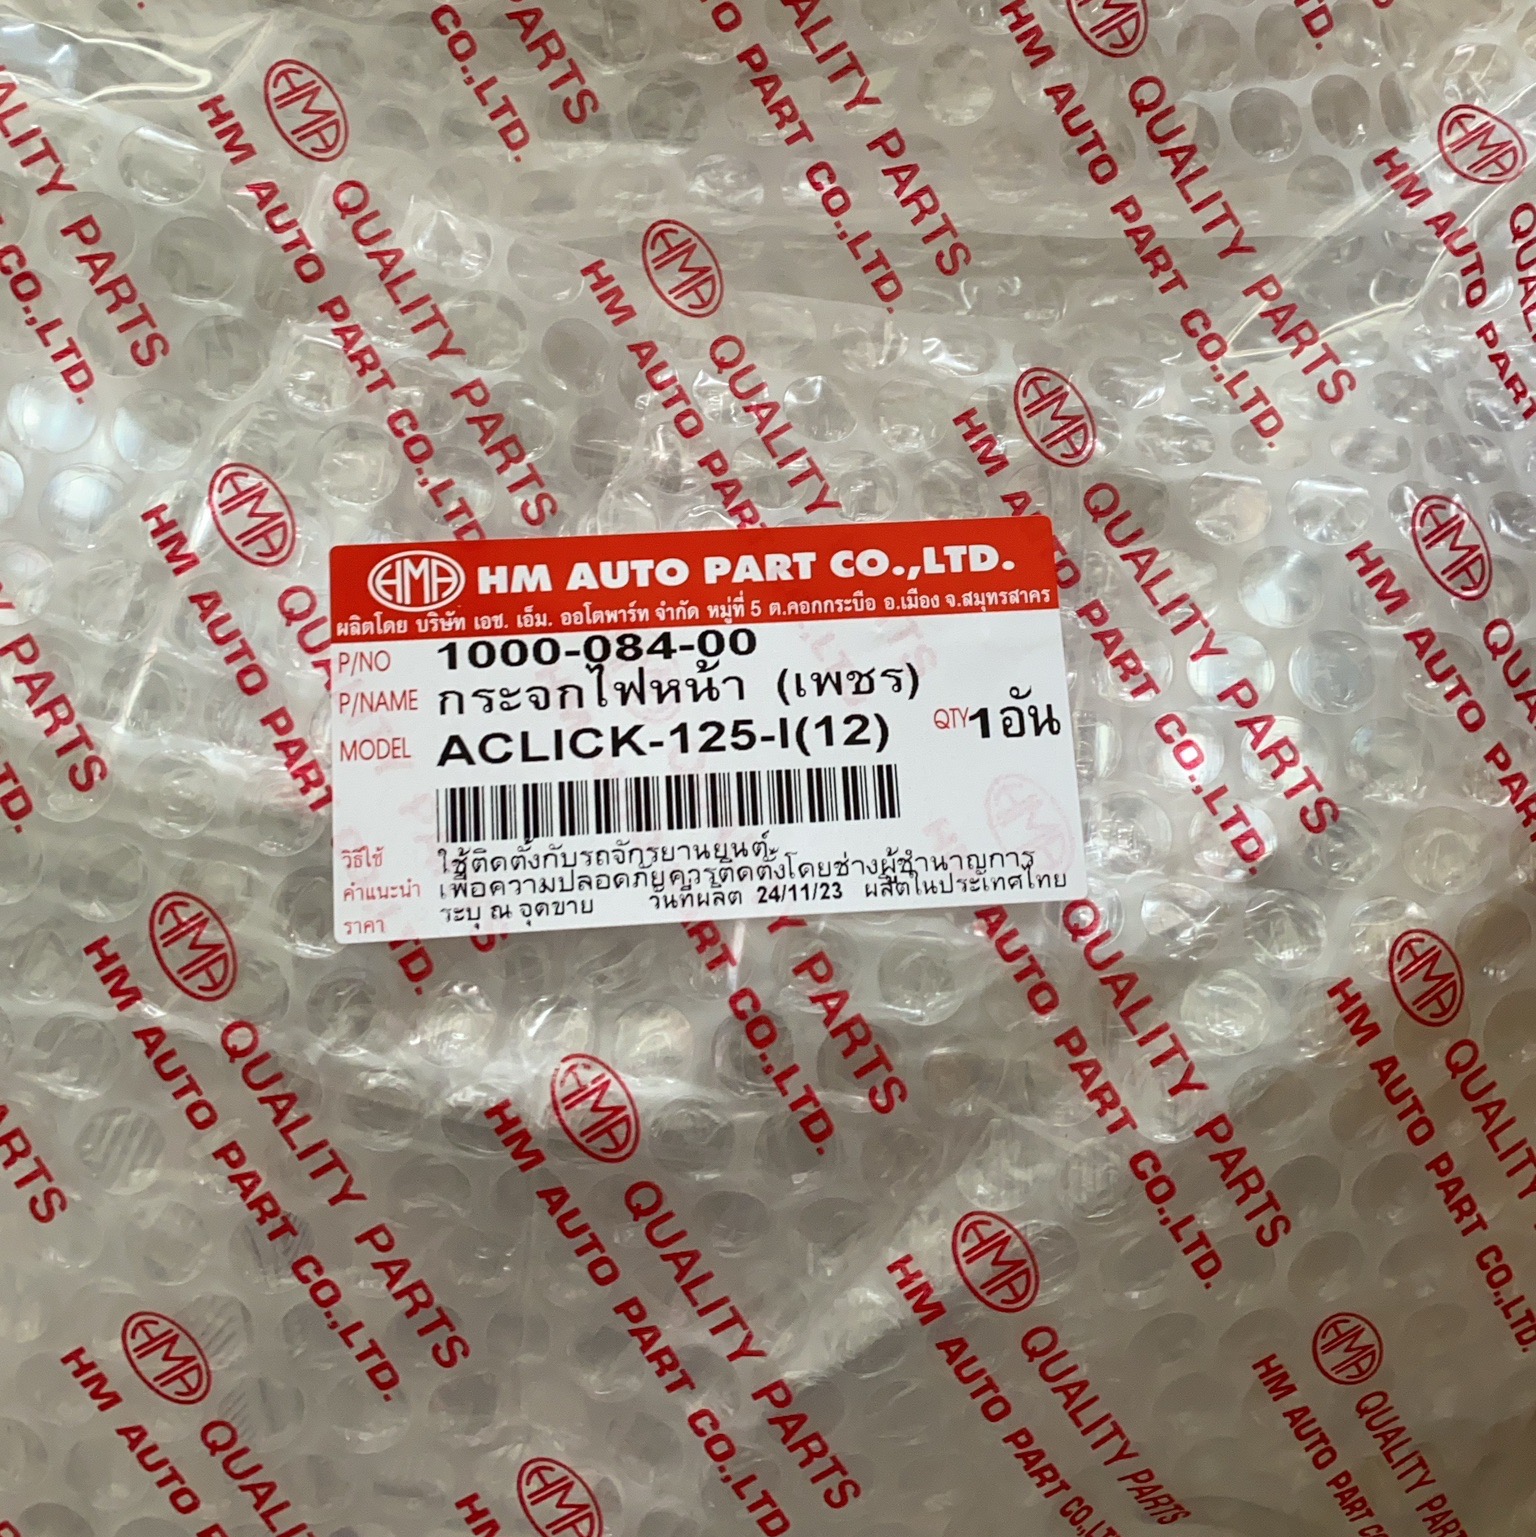 HMA HM AUTO PART CO.,LTD.
ผลิตโดย บริษัท เอช. เอ็ม. ออโตพาร์ท จำกัด หมู่ที่ 5 ต.คอกกระบือ อ.เมือง จ.สมุทรสาคร
P/NO 1000-084-00
P/NAME กระจกไฟหน้า (เพชร)
MODEL ACLICK-125-I(12) QTY 1อัน
วิธีใช้ ใช้ติดตั้งกับรถจักรยานยนต์
คำแนะนำ เพื่อความปลอดภัยควรติดตั้งโดยช่างผู้ชำนาญการ
ราคา ระบุ ณ จุดขาย วันที่ผลิต 24/11/23 ผลิตในประเทศไทย
HMA QUALITY PARTS
HM AUTO PART CO.,LTD.